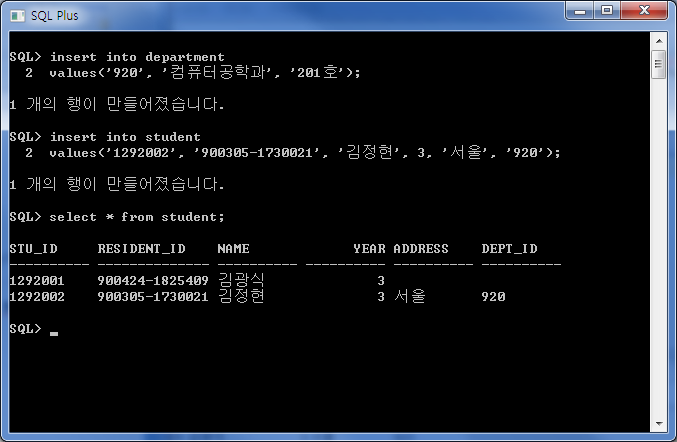 SQL Plus
SQL> insert into department
2 values('920', '컴퓨터공학과', '201호');
1 개의 행이 만들어졌습니다.
SQL> insert into student
2 values('1292002', '900305-1730021', '김정현', 3, '서울', '920');
1 개의 행이 만들어졌습니다.
SQL> select * from student;
STU_ID RESIDENT_ID NAME YEAR ADDRESS DEPT_ID
---------- -------------- ---------- ---------- ---------- ----------
1292001 900424-1825409 김광식 3
1292002 900305-1730021 김정현 3 서울 920
SQL>